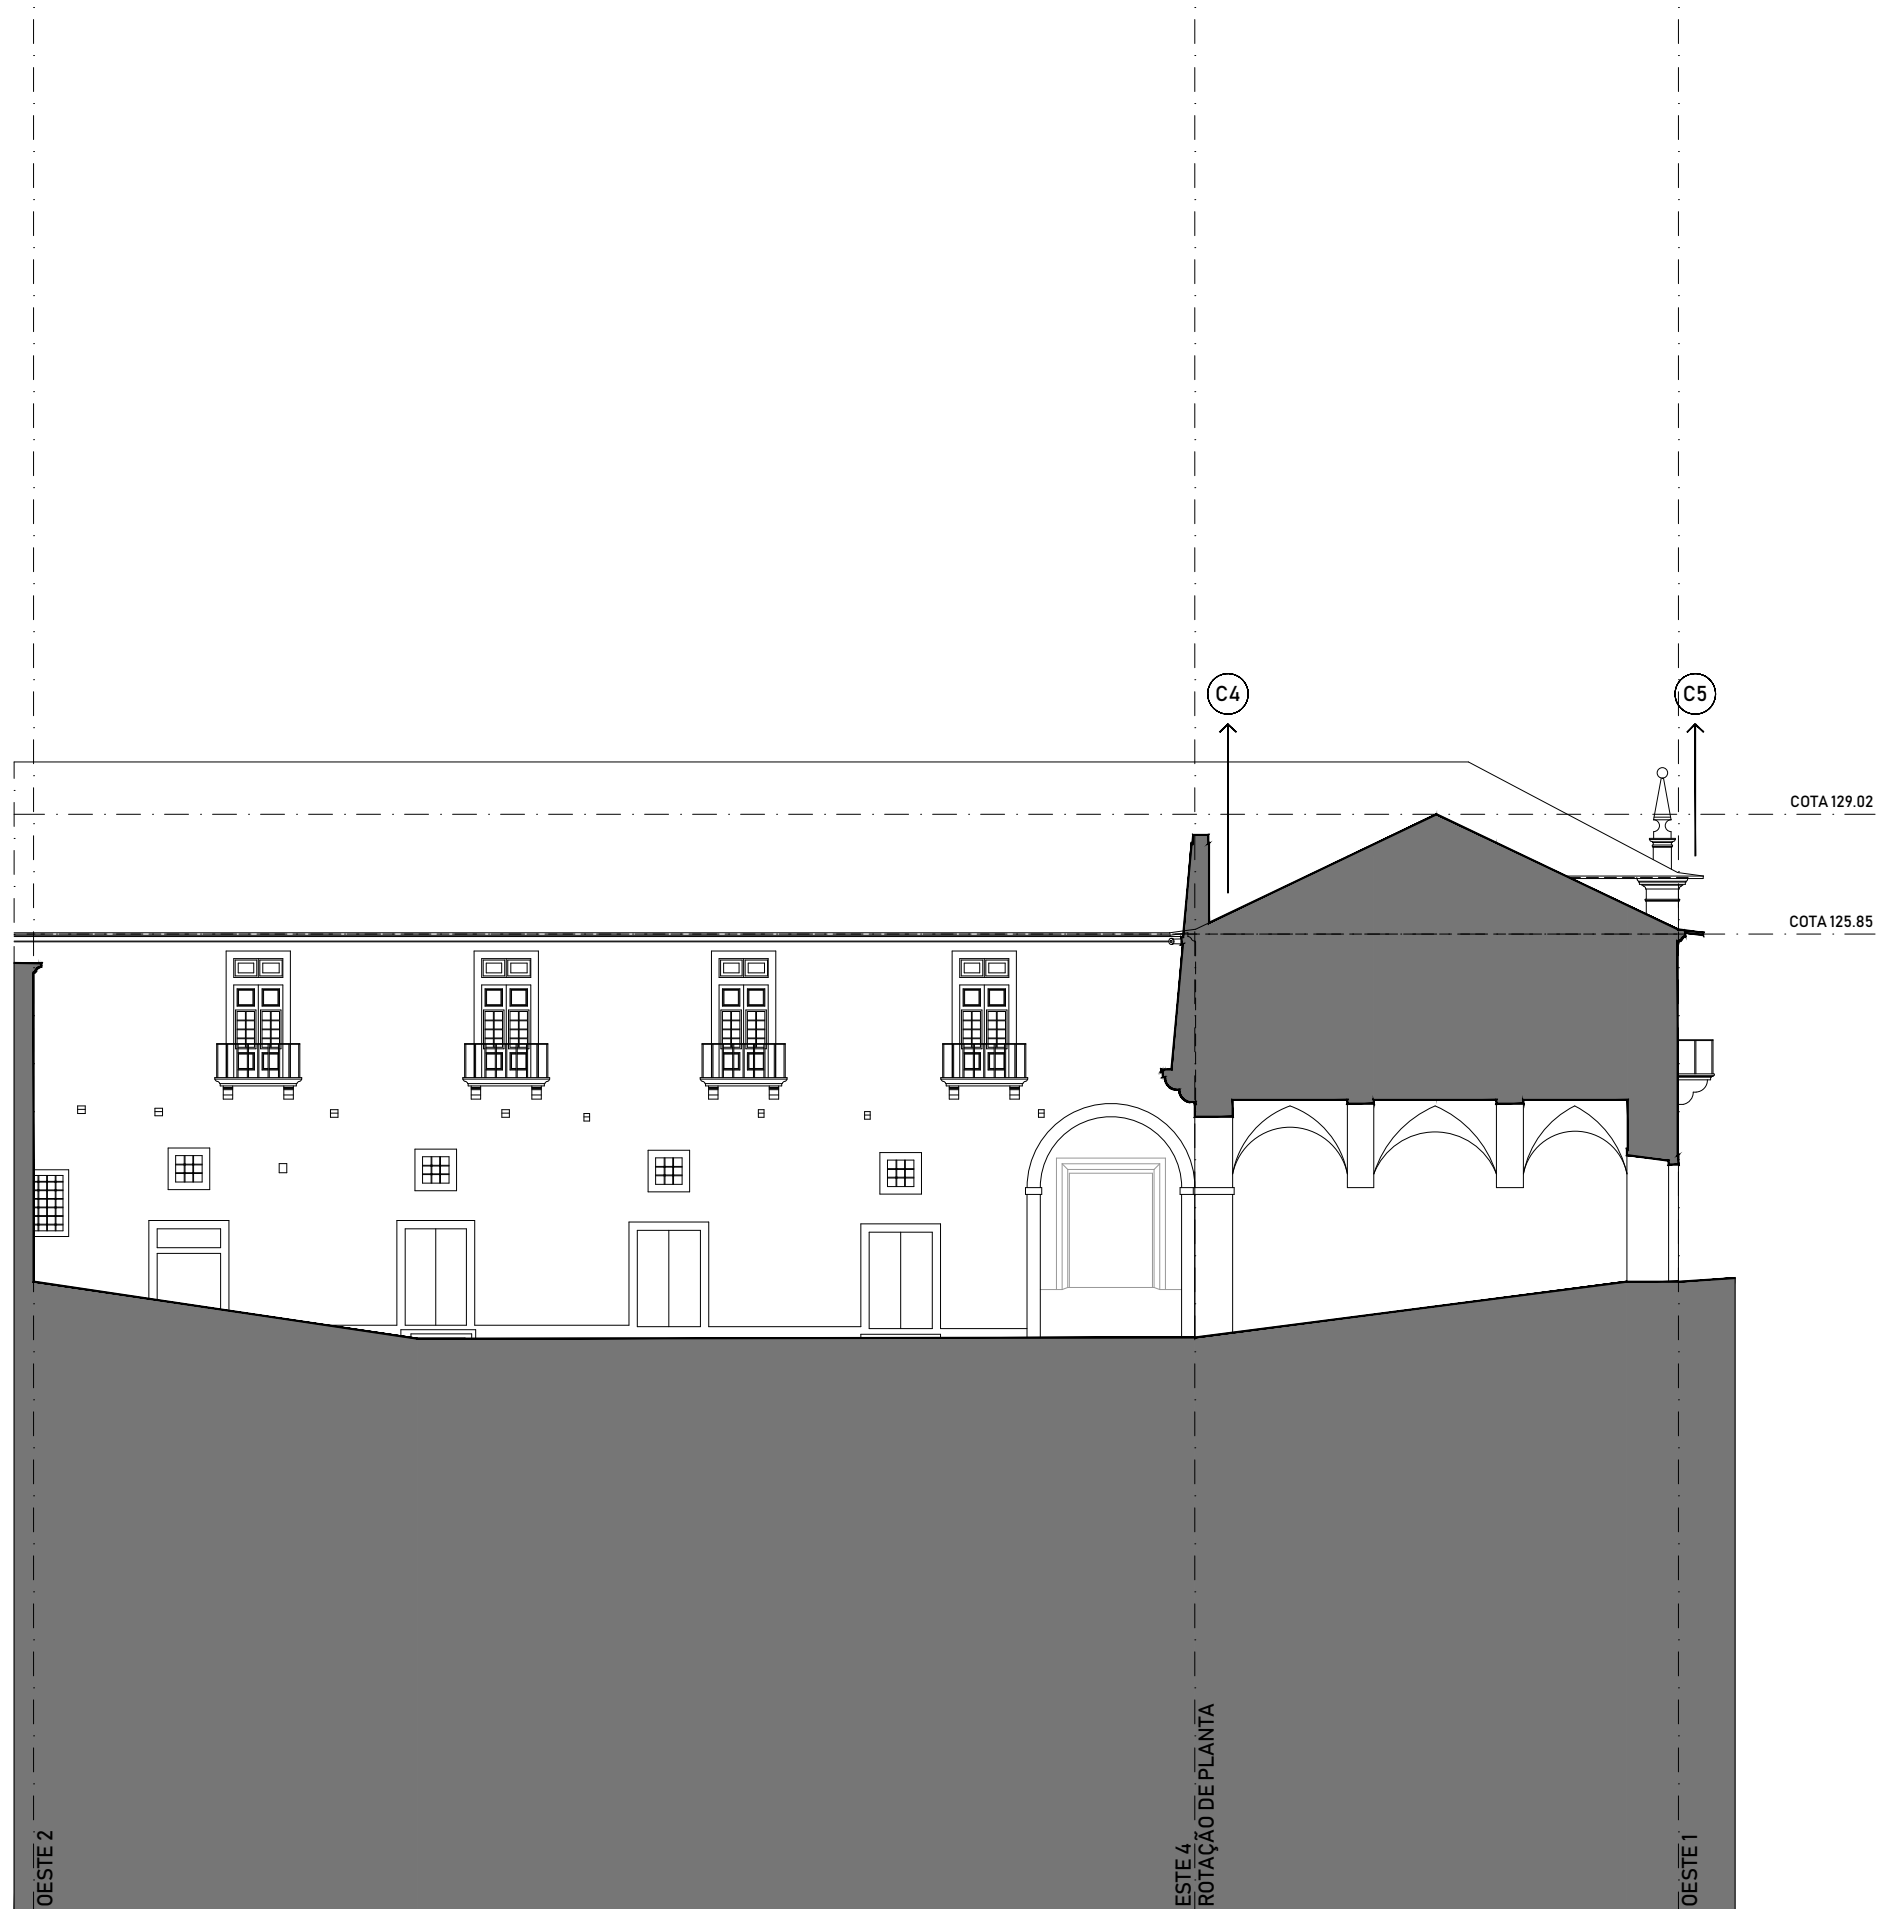 C4
C5
COTA 129.02
COTA 125.85
OESTE 2
ESTE 4
ROTAÇÃO DE PLANTA
OESTE 1